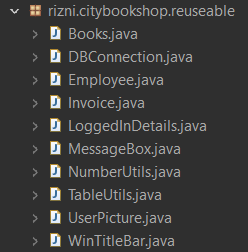 rizni.citybookshop.reuseable
Books.java
DBConnection.java
Employee.java
Invoice.java
LoggedInDetails.java
MessageBox.java
NumberUtils.java
TableUtils.java
UserPicture.java
WinTitleBar.java